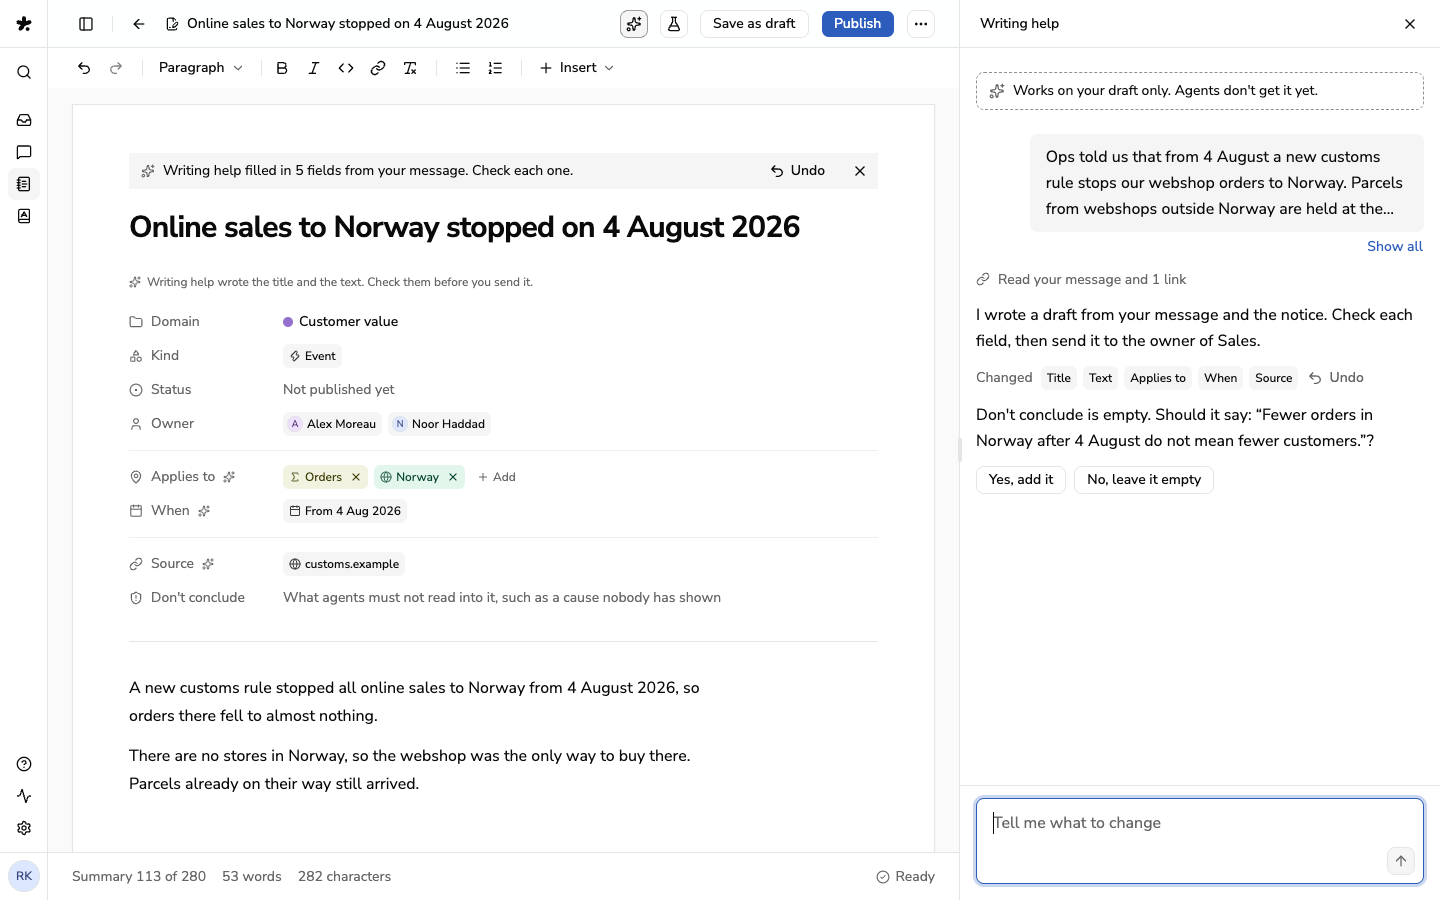 Online sales to Norway stopped on 4 August 2026
Save as draft
Publish
Writing help
Paragraph
Insert
Works on your draft only. Agents don't get it yet.
Writing help filled in 5 fields from your message. Check each one.
Undo
Online sales to Norway stopped on 4 August 2026
Writing help wrote the title and the text. Check them before you send it.
Domain
Customer value
Kind
Event
Status
Not published yet
Owner
A Alex Moreau
N Noor Haddad
Applies to
Orders
Norway
Add
When
From 4 Aug 2026
Source
customs.example
Don't conclude
What agents must not read into it, such as a cause nobody has shown
A new customs rule stopped all online sales to Norway from 4 August 2026, so
orders there fell to almost nothing.
There are no stores in Norway, so the webshop was the only way to buy there.
Parcels already on their way still arrived.
RK
Summary 113 of 280
53 words
282 characters
Ready
Ops told us that from 4 August a new customs
rule stops our webshop orders to Norway. Parcels
from webshops outside Norway are held at the...
Show all
Read your message and 1 link
I wrote a draft from your message and the notice. Check each
field, then send it to the owner of Sales.
Changed Title Text Applies to When Source Undo
Don't conclude is empty. Should it say: “Fewer orders in
Norway after 4 August do not mean fewer customers.”?
Yes, add it
No, leave it empty
Tell me what to change